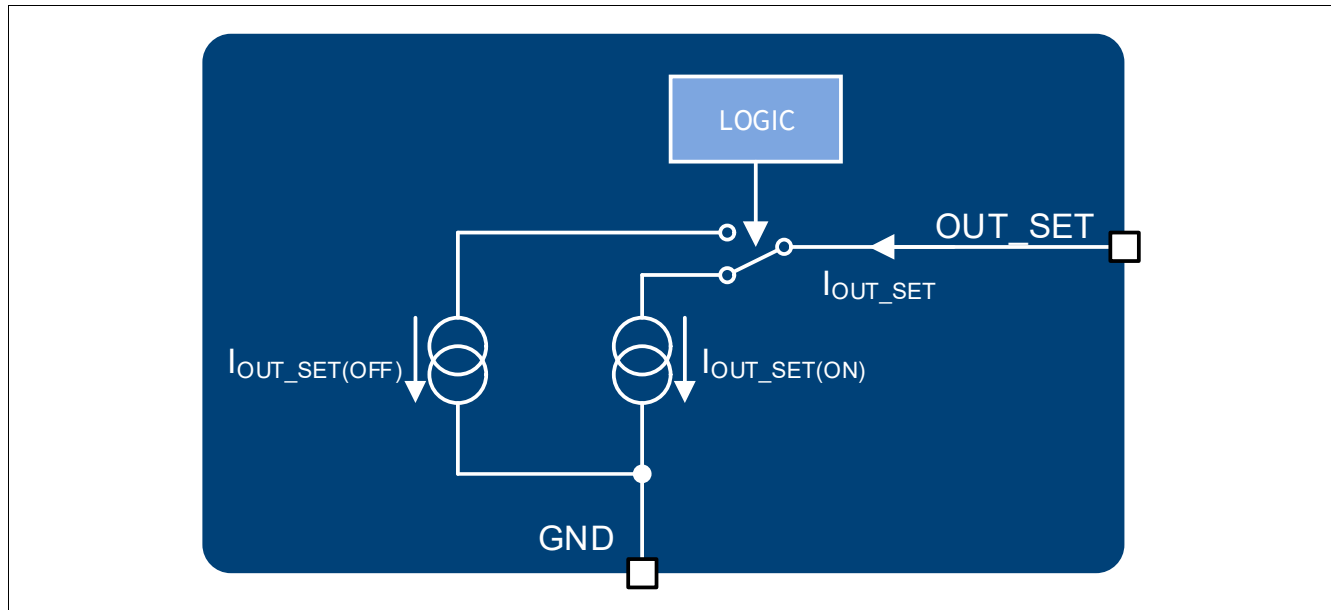 LOGIC
OUT_SET
IOUT_SET
IOUT_SET(OFF)
IOUT_SET(ON)
GND